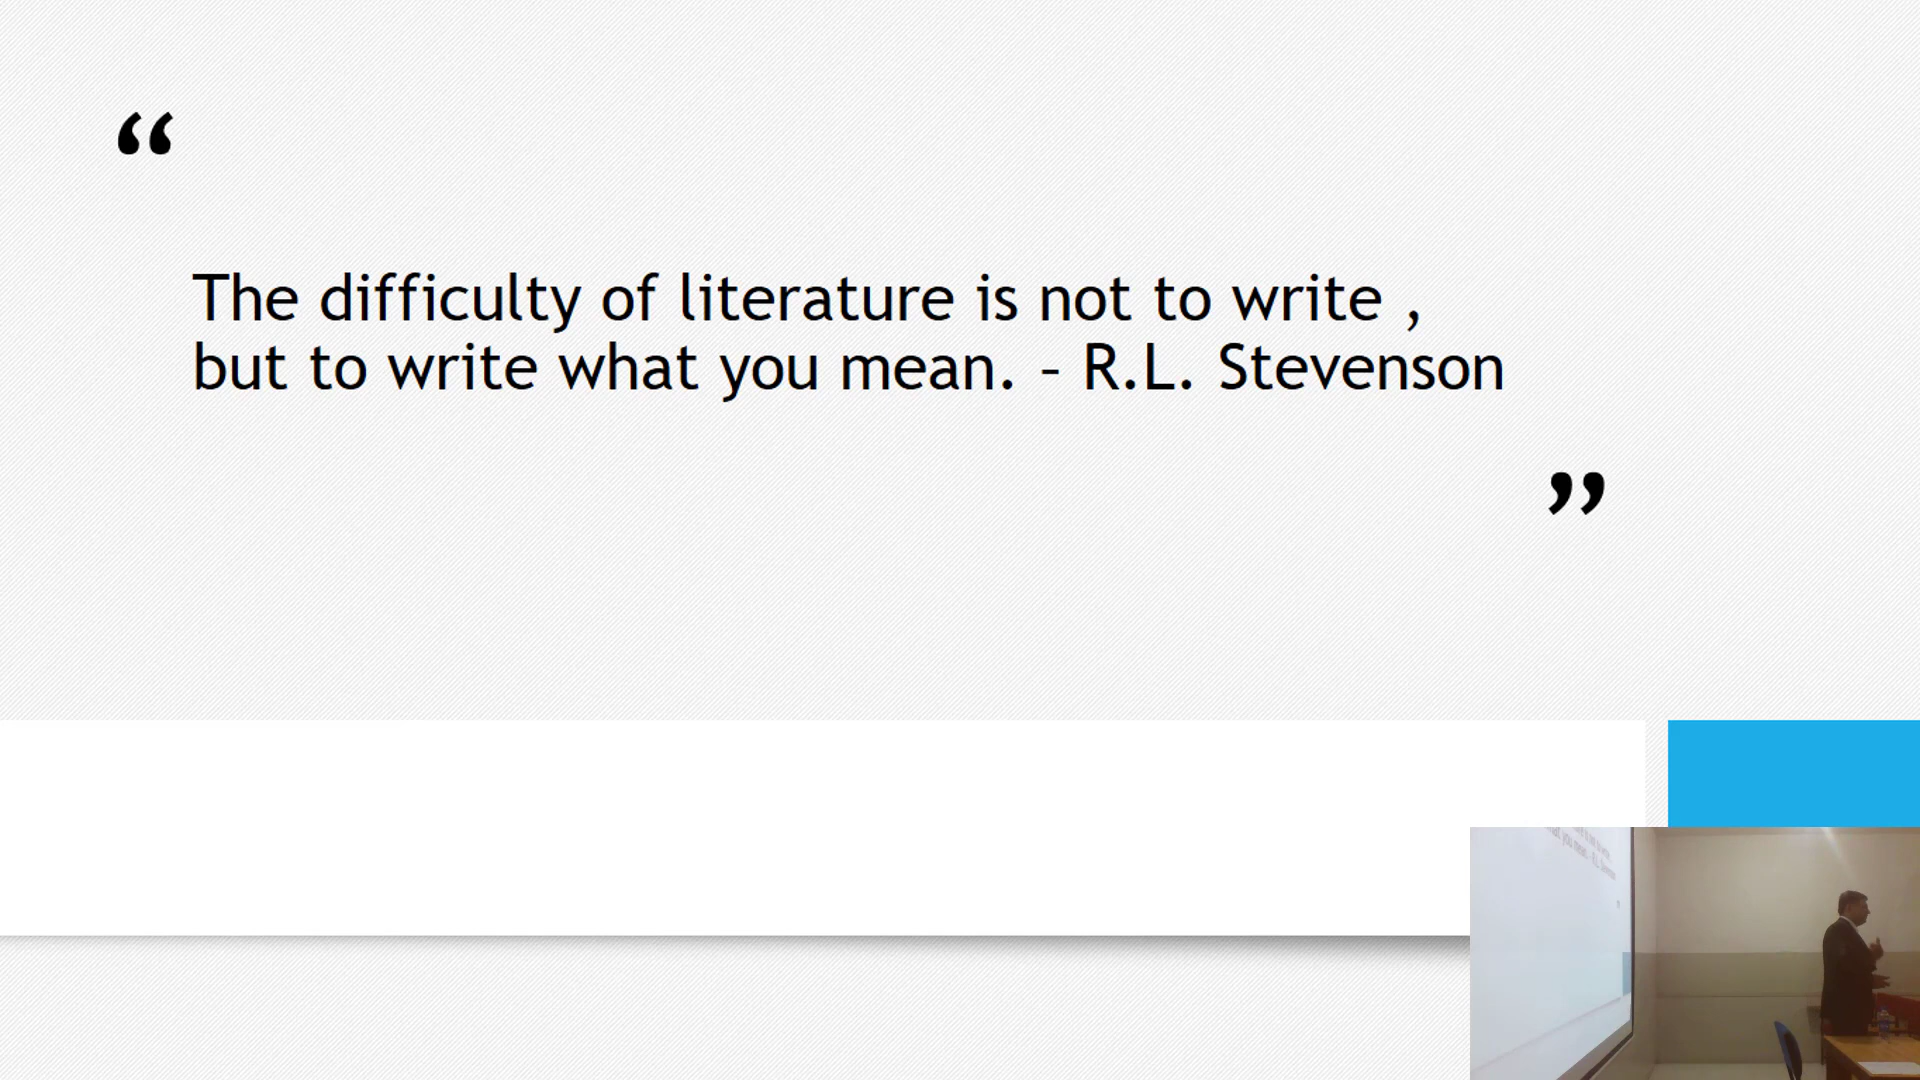 “
The difficulty of literature is not to write ,
but to write what you mean. – R.L. Stevenson
”